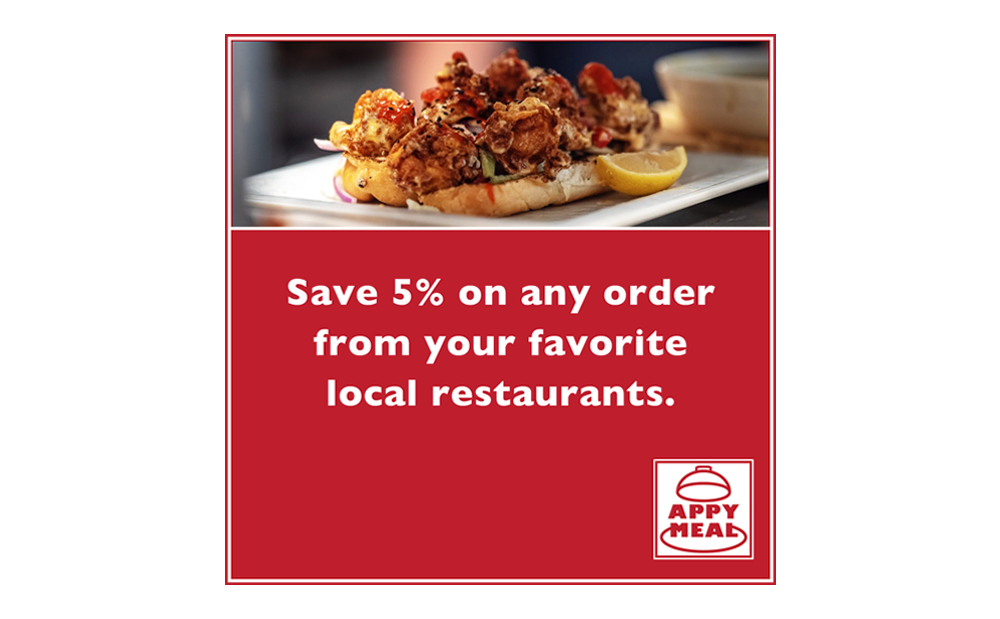 Save 5% on any order
from your favorite
local restaurants.
APPY
MEAL